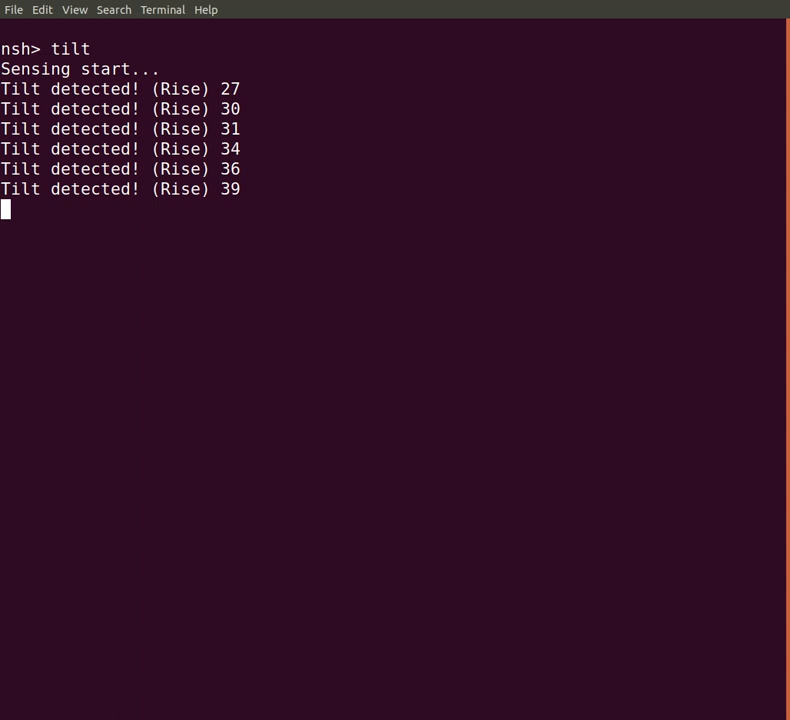 File Edit View Search Terminal Help
nsh> tilt
Sensing start...
Tilt detected! (Rise) 27
Tilt detected! (Rise) 30
Tilt detected! (Rise) 31
Tilt detected! (Rise) 34
Tilt detected! (Rise) 36
Tilt detected! (Rise) 39